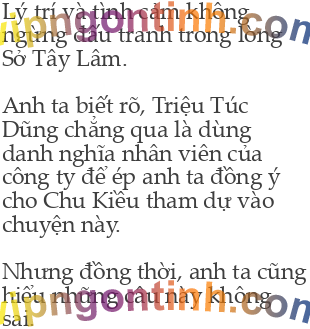 Lý trí và tình cảm không
ngừng đấu tranh trong lòng
Sở Tây Lâm.
Anh ta biết rõ, Triệu Túc
Dũng chẳng qua là dùng
danh nghĩa nhân viên của
công ty để ép anh ta đồng ý
cho Chu Kiều tham dự vào
chuyện này.
Nhưng đồng thời, anh ta cũng
hiểu những câu này không
sai.
vipngontinh.com
vipngontinh.com